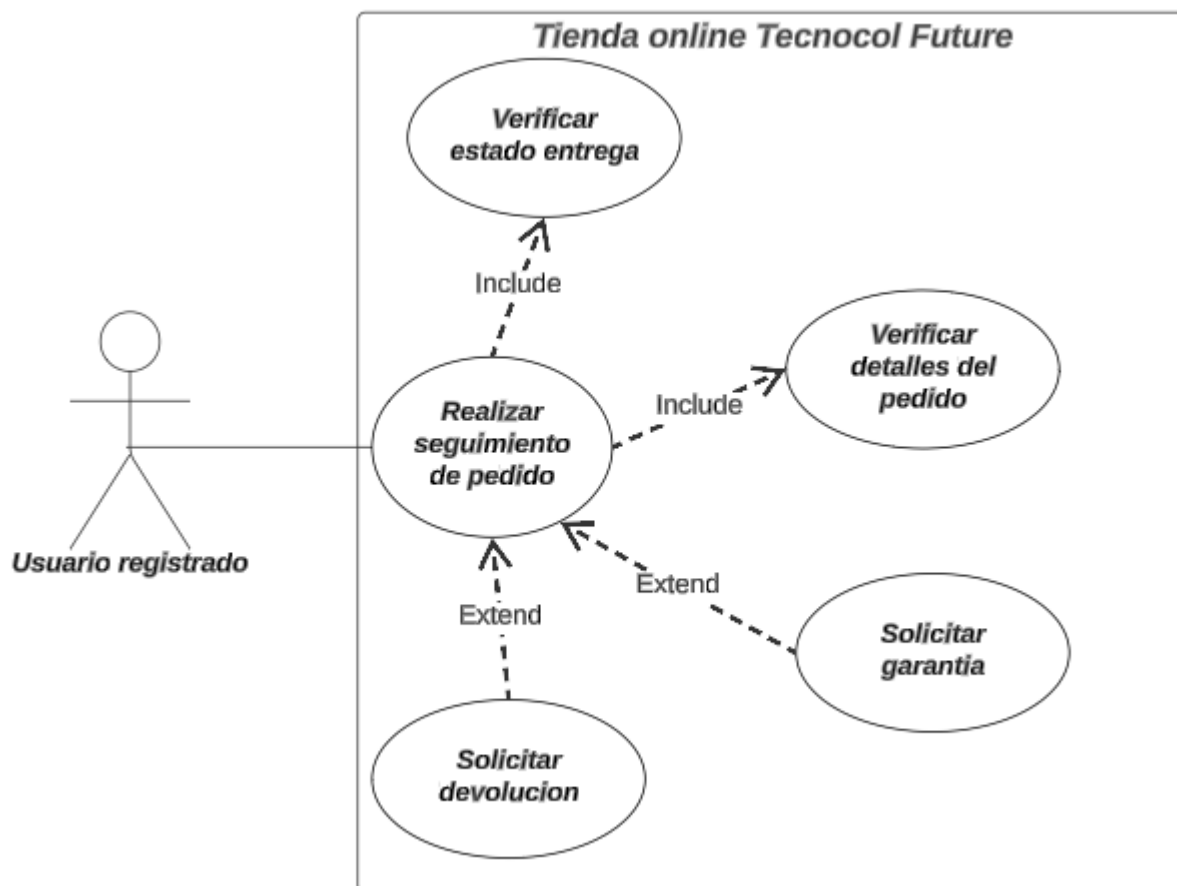 Tienda online Tecnocol Future
Verificar
estado entrega
Include
Verificar
detalles del
pedido
Include
Realizar
seguimiento
de pedido
Usuario registrado
Extend
Extend
Solicitar
garantia
Solicitar
devolucion